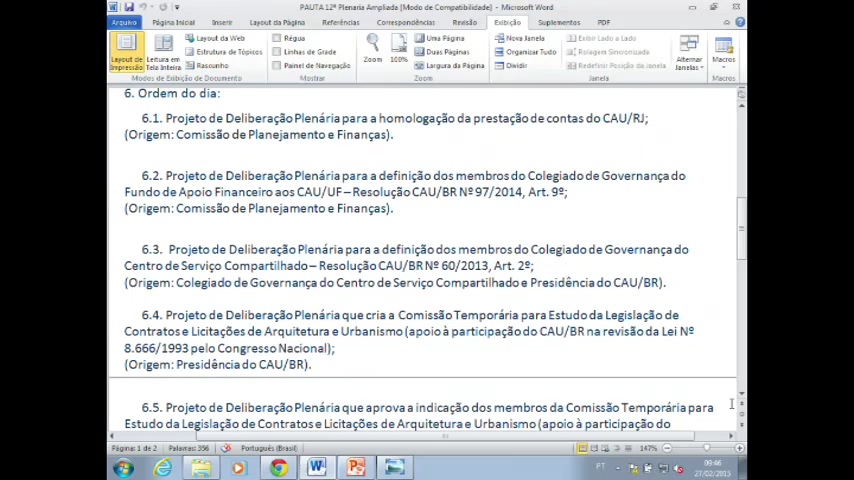 PAUTA 12ª Plenaria Ampliada [Modo de Compatibilidade] - Microsoft Word
Arquivo Página Inicial Inserir Layout da Página Referências Correspondências Revisão Exibição Suplementos PDF
Layout de Impressão
Leitura em Tela Inteira
Layout da Web
Estrutura de Tópicos
Rascunho
Modos de Exibição de Documento
Régua
Linhas de Grade
Painel de Navegação
Mostrar
Zoom
100%
Uma Página
Duas Páginas
Largura da Página
Zoom
Nova Janela
Organizar Tudo
Dividir
Exibir Lado a Lado
Rolagem Sincronizada
Redefinir Posição da Janela
Janela
Alternar Janelas
Macros
Macros
6. Ordem do dia:
6.1. Projeto de Deliberação Plenária para a homologação da prestação de contas do CAU/RJ;
(Origem: Comissão de Planejamento e Finanças).
6.2. Projeto de Deliberação Plenária para a definição dos membros do Colegiado de Governança do
Fundo de Apoio Financeiro aos CAU/UF – Resolução CAU/BR Nº 97/2014, Art. 9º;
(Origem: Comissão de Planejamento e Finanças).
6.3. Projeto de Deliberação Plenária para a definição dos membros do Colegiado de Governança do
Centro de Serviço Compartilhado – Resolução CAU/BR Nº 60/2013, Art. 2º;
(Origem: Colegiado de Governança do Centro de Serviço Compartilhado e Presidência do CAU/BR).
6.4. Projeto de Deliberação Plenária que cria a Comissão Temporária para Estudo da Legislação de
Contratos e Licitações de Arquitetura e Urbanismo (apoio à participação do CAU/BR na revisão da Lei Nº
8.666/1993 pelo Congresso Nacional);
(Origem: Presidência do CAU/BR).
6.5. Projeto de Deliberação Plenária que aprova a indicação dos membros da Comissão Temporária para
Estudo da Legislação de Contratos e Licitações de Arquitetura e Urbanismo (apoio à participação do
Página: 1 de 2 Palavras: 356 Português (Brasil) 147%
PT 09:46
27/02/2015